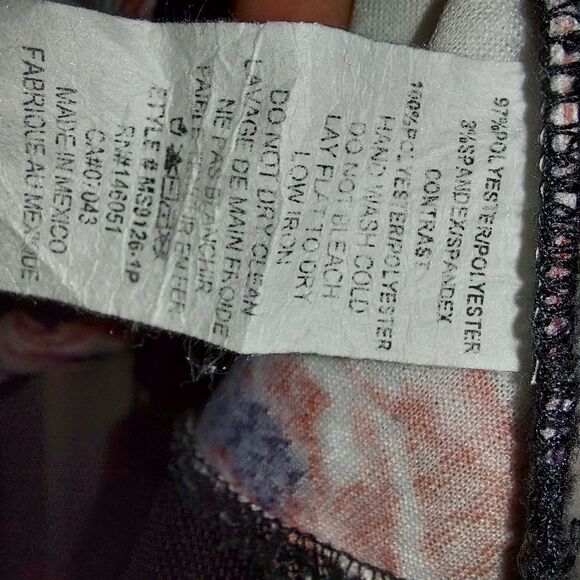 97%POLYESTER/POLYESTER
3%SPANDEX/SPANDEX
CONTRAST
100%POLYESTER/POLYESTER
HAND WASH COLD
DO NOT BLEACH
LAY FLAT TO DRY
LOW IRON
DO NOT DRY CLEAN
LAVAGE DE MAIN FROIDE
NE PAS BLANCHIR
FAIRE
STYLE # MS9126-1P
RN#146051
CA#07043
MADE IN MEXICO
FABRIQUE AU MEXIQUE